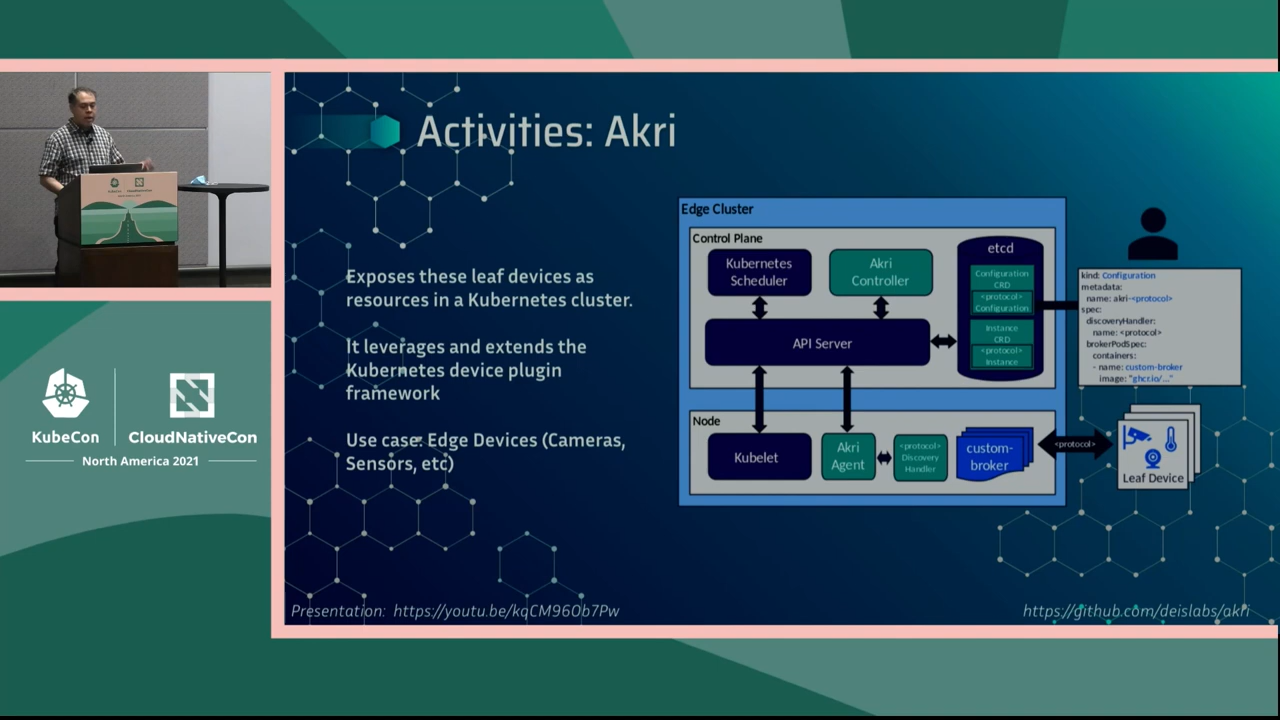 Activities: Akri
Exposes these leaf devices as
resources in a Kubernetes cluster.
It leverages and extends the
Kubernetes device plugin
framework
Use case: Edge Devices (Cameras,
Sensors, etc)
Edge Cluster
Control Plane
Kubernetes
Scheduler
Akri
Controller
API Server
etcd
Configuration
CRD
<protocol>
Configuration
Instance
CRD
<protocol>
Instance
Node
Kubelet
Akri
Agent
<protocol>
Discovery
Handler
custom-
broker
kind: Configuration
metadata:
name: akri-<protocol>
spec:
discoveryHandler:
name: <protocol>
brokerPodSpec:
containers:
- name: custom-broker
image: "ghcr.io/..."
<protocol>
Leaf Device
Presentation: https://youtu.be/kqCM96Ob7Pw
https://github.com/deislabs/akri
KubeCon
CloudNativeCon
North America 2021